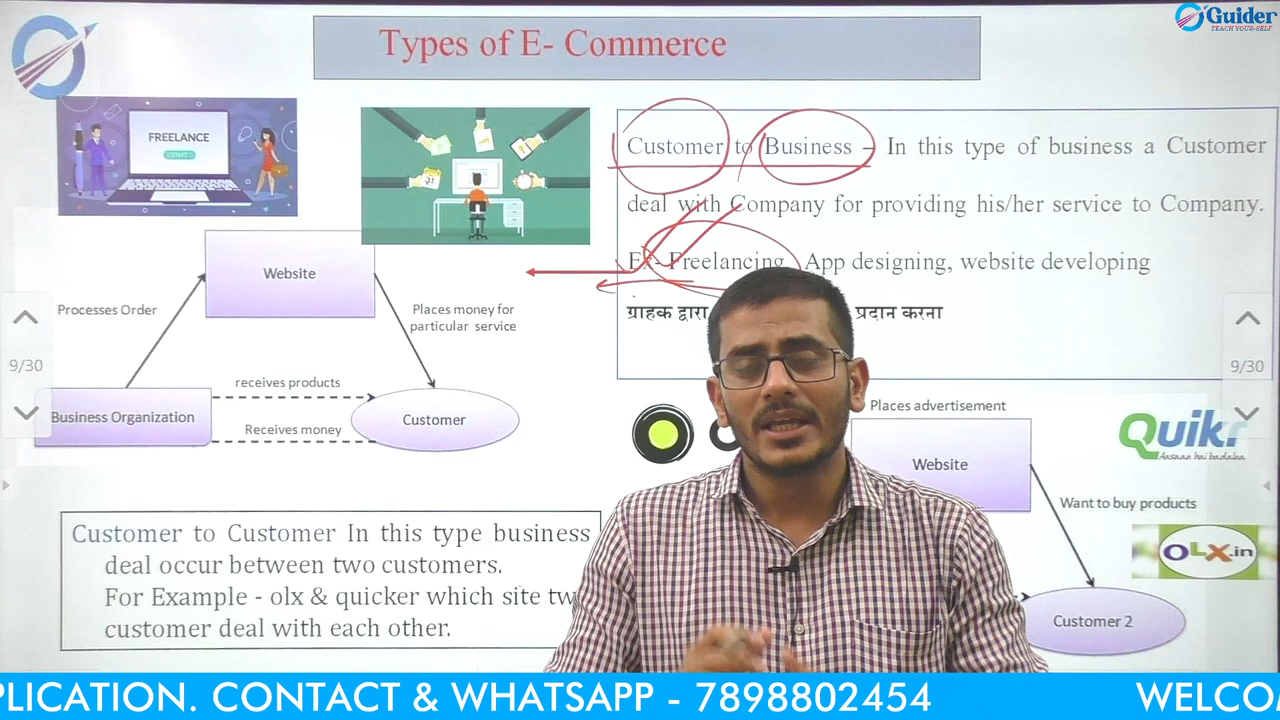 Guider
TEACH YOUR-SELF
Types of E- Commerce
FREELANCE
START
Customer to Business – In this type of business a Customer
deal with Company for providing his/her service to Company.
Ex- Freelancing, App designing, website developing
ग्राहक द्वारा
प्रदान करना
Website
Processes Order
Places money for
particular service
9/30
9/30
receives products
Business Organization
Receives money
Customer
Places advertisement
Quikr
Aasaan hai badalna
Website
Want to buy products
OLX.in
Customer to Customer In this type business
deal occur between two customers.
For Example - olx & quicker which site tw
customer deal with each other.
Customer 2
PLICATION. CONTACT & WHATSAPP - 7898802454
WELCO